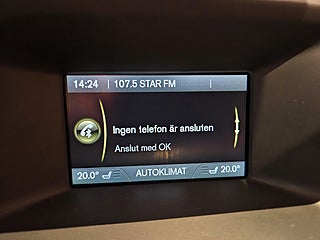 14:24 | 107.5 STAR FM
Ingen telefon är ansluten
Anslut med OK
20.0° AUTOKLIMAT 20.0°